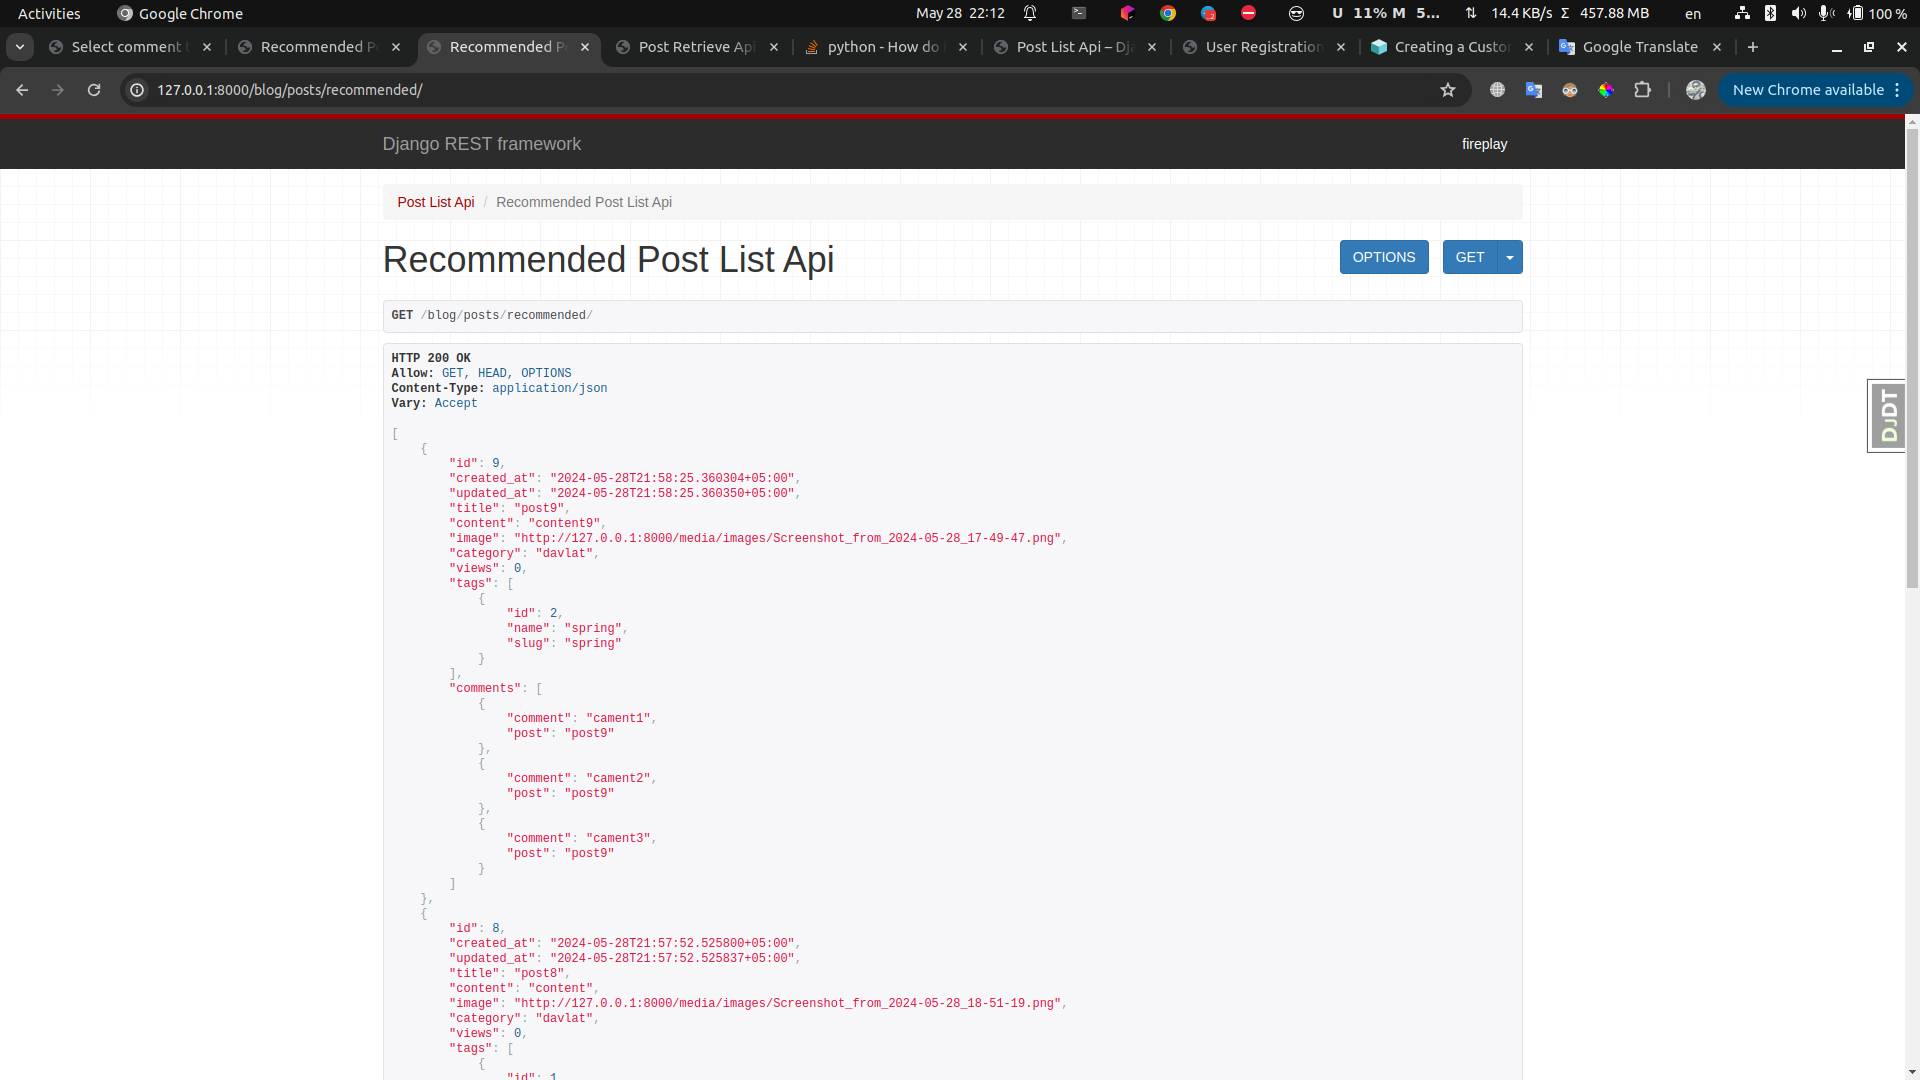 Activities
Google Chrome
May 28 22:12
U 11% M 5...
14.4 KB/s Σ 457.88 MB
en
100 %
Select comment
Recommended P
Recommended P
Post Retrieve Api
python - How do
Post List Api – Dja
User Registration
Creating a Custo
Google Translate
127.0.0.1:8000/blog/posts/recommended/
New Chrome available
Django REST framework
fireplay
Post List Api / Recommended Post List Api
Recommended Post List Api
OPTIONS
GET
GET /blog/posts/recommended/
HTTP 200 OK
Allow: GET, HEAD, OPTIONS
Content-Type: application/json
Vary: Accept
[
{
"id": 9,
"created_at": "2024-05-28T21:58:25.360304+05:00",
"updated_at": "2024-05-28T21:58:25.360350+05:00",
"title": "post9",
"content": "content9",
"image": "http://127.0.0.1:8000/media/images/Screenshot_from_2024-05-28_17-49-47.png",
"category": "davlat",
"views": 0,
"tags": [
{
"id": 2,
"name": "spring",
"slug": "spring"
}
],
"comments": [
{
"comment": "cament1",
"post": "post9"
},
{
"comment": "cament2",
"post": "post9"
},
{
"comment": "cament3",
"post": "post9"
}
]
},
{
"id": 8,
"created_at": "2024-05-28T21:57:52.525800+05:00",
"updated_at": "2024-05-28T21:57:52.525837+05:00",
"title": "post8",
"content": "content",
"image": "http://127.0.0.1:8000/media/images/Screenshot_from_2024-05-28_18-51-19.png",
"category": "davlat",
"views": 0,
"tags": [
{
"id": 1,
DJDT